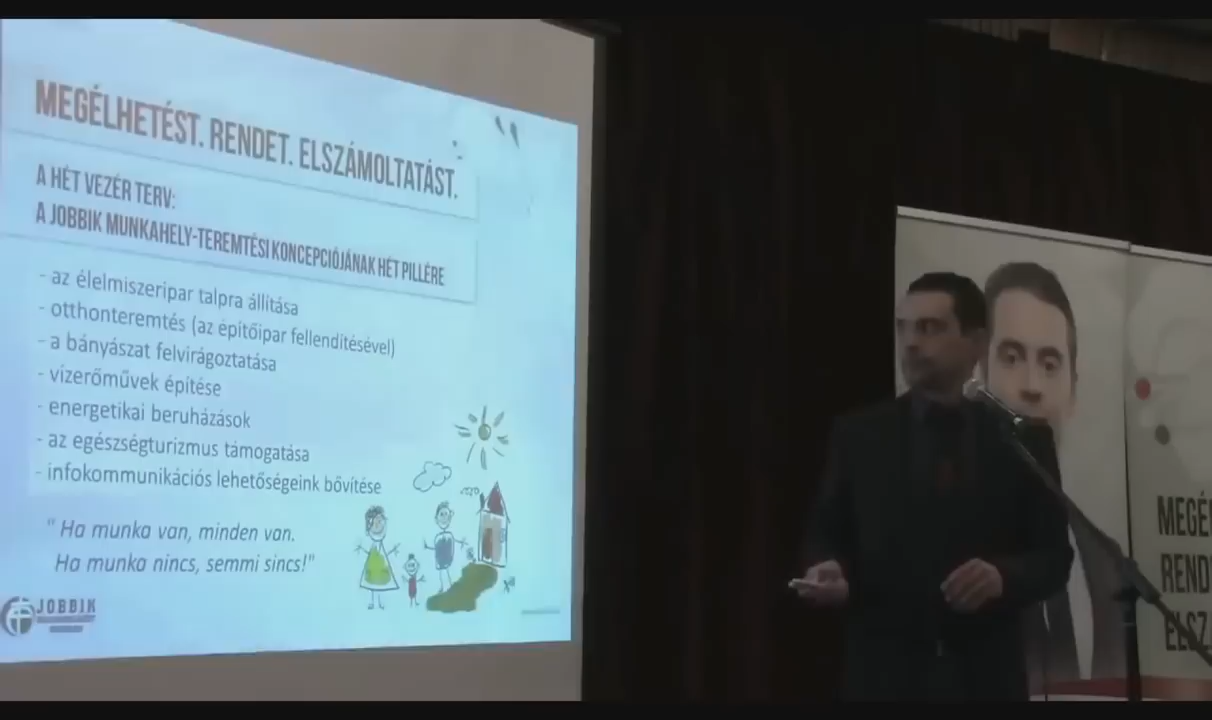 MEGÉLHETÉST. RENDET. ELSZÁMOLTATÁST.
A HÉT VEZÉR TERV:
A JOBBIK MUNKAHELY-TEREMTÉSI KONCEPCIÓJÁNAK HÉT PILLÉRE
- az élelmiszeripar talpra állítása
- otthonteremtés (az építőipar fellendítésével)
- a bányászat felvirágoztatása
- vízerőművek építése
- energetikai beruházások
- az egészségturizmus támogatása
- infokommunikációs lehetőségeink bővítése
" Ha munka van, minden van.
Ha munka nincs, semmi sincs!"
JOBBIK
MEGÉ
REND
ELSZ